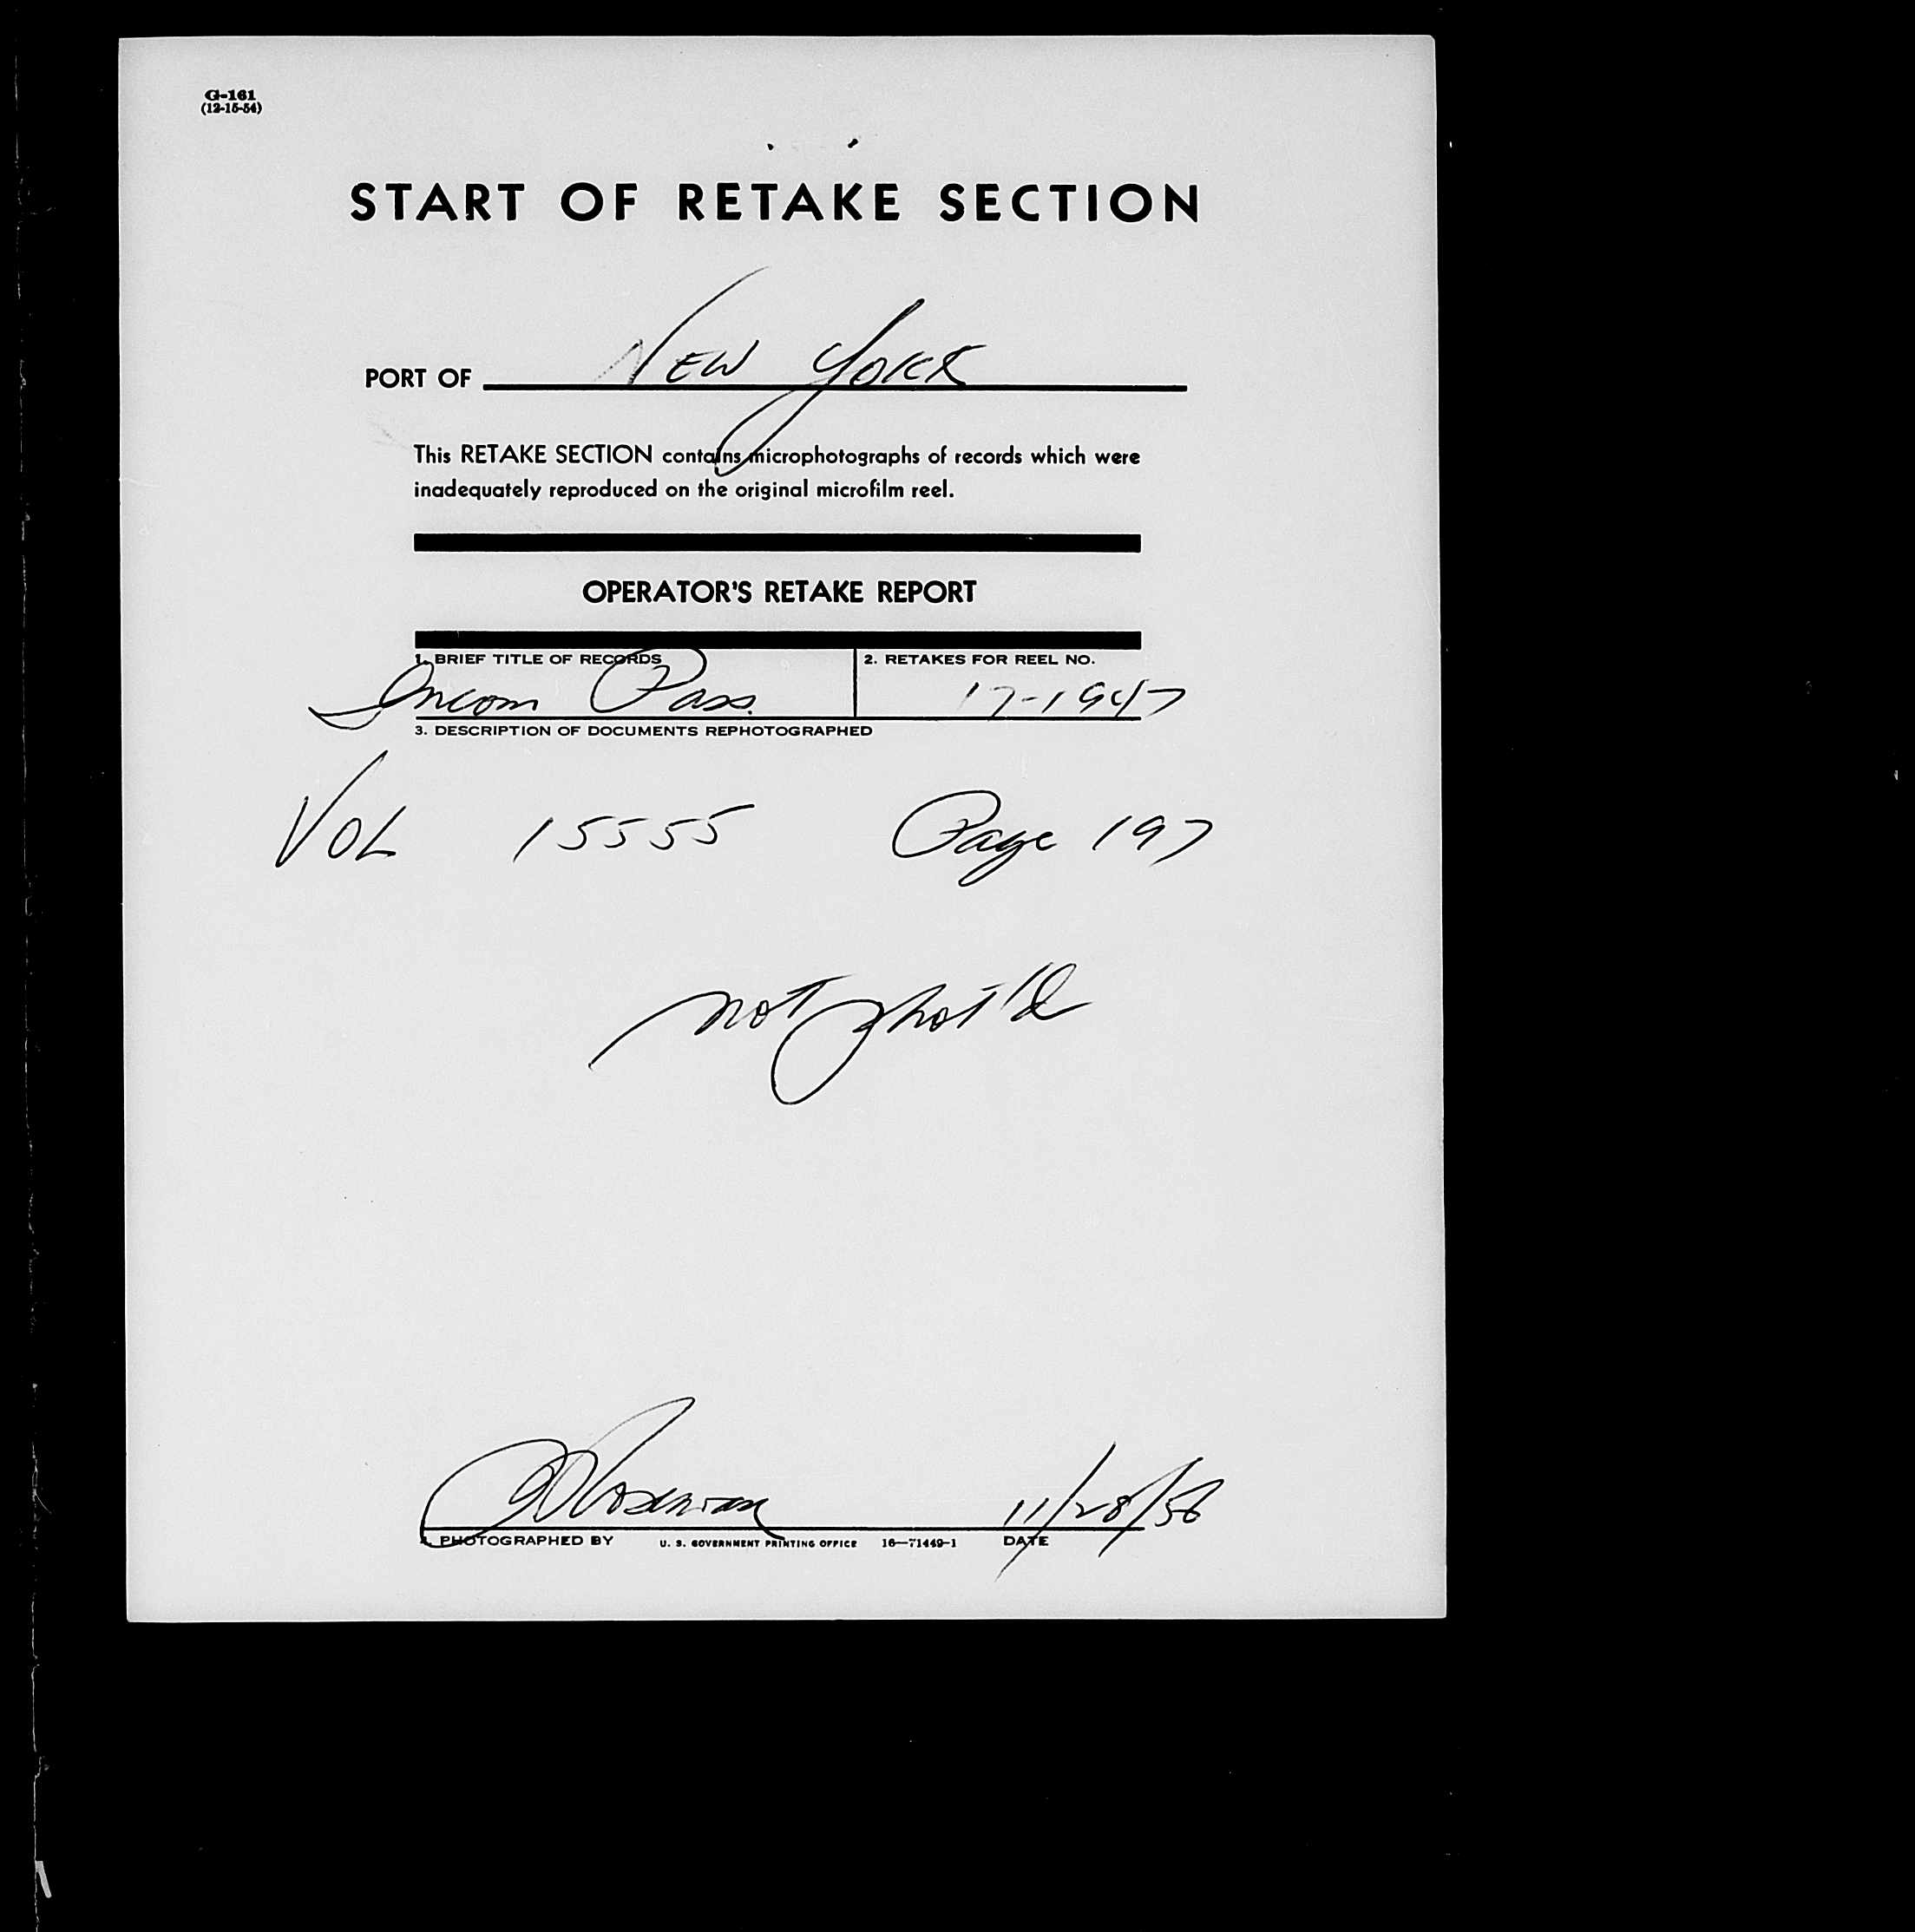 G-161
(12-15-54)
START OF RETAKE SECTION
PORT OF NEW YORK
This RETAKE SECTION contains microphotographs of records which were
inadequately reproduced on the original microfilm reel.
OPERATOR'S RETAKE REPORT
1. BRIEF TITLE OF RECORDS 2. RETAKES FOR REEL NO.
Incom Pass. 17-1947
3. DESCRIPTION OF DOCUMENTS REPHOTOGRAPHED
VOL 15555 Page 197
not phot'd
11/28/56
4. PHOTOGRAPHED BY U. S. GOVERNMENT PRINTING OFFICE 16—71449-1 DATE